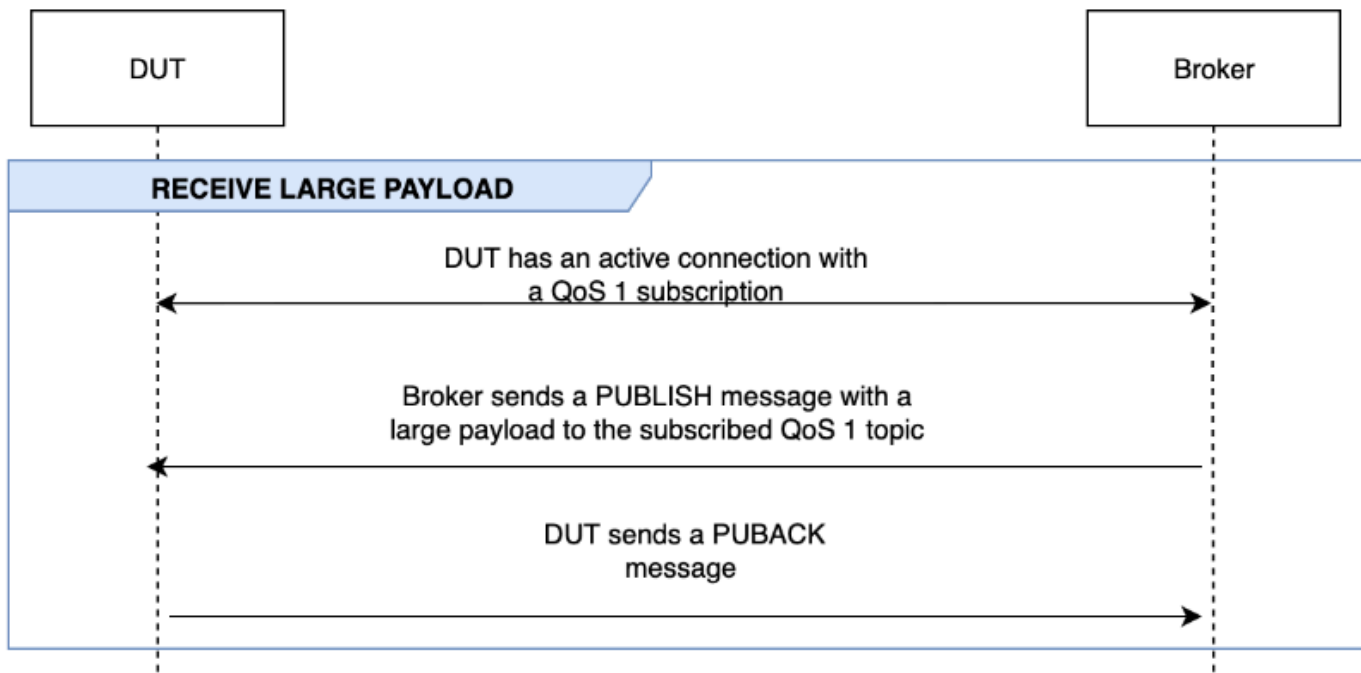 DUT
Broker
RECEIVE LARGE PAYLOAD
DUT has an active connection with
a QoS 1 subscription
Broker sends a PUBLISH message with a
large payload to the subscribed QoS 1 topic
DUT sends a PUBACK
message